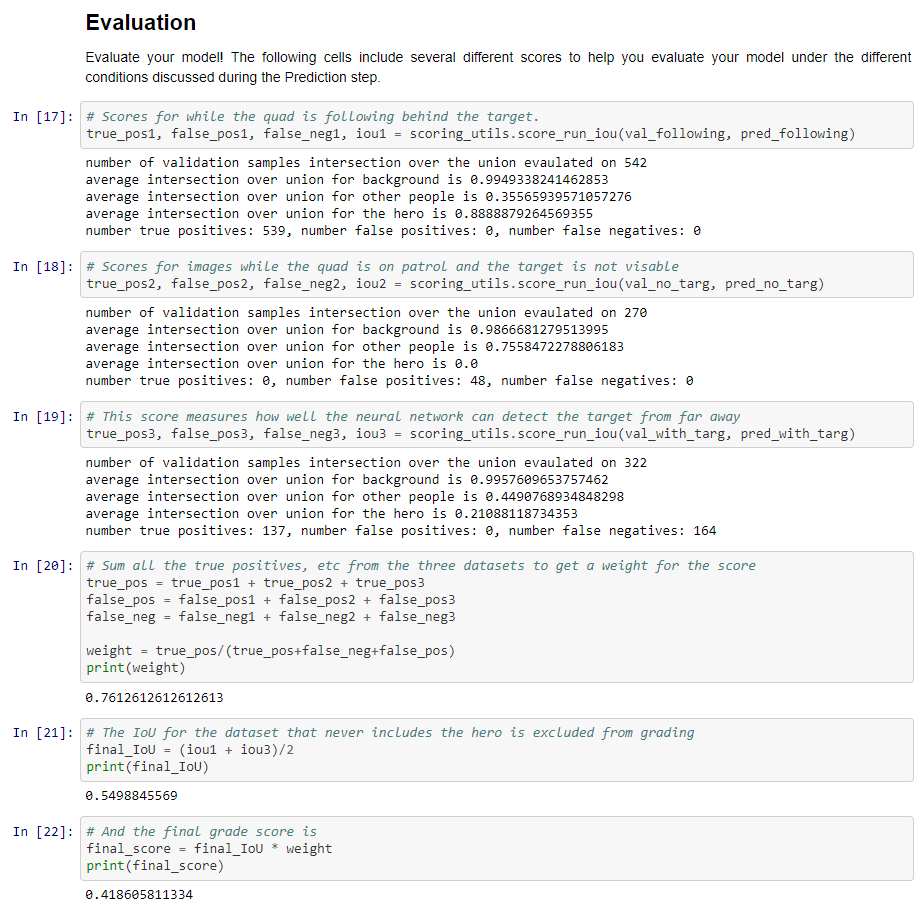 Evaluation
Evaluate your model! The following cells include several different scores to help you evaluate your model under the different
conditions discussed during the Prediction step.
In [17]: # Scores for while the quad is following behind the target.
true_pos1, false_pos1, false_neg1, iou1 = scoring_utils.score_run_iou(val_following, pred_following)
number of validation samples intersection over the union evaulated on 542
average intersection over union for background is 0.9949338241462853
average intersection over union for other people is 0.35565939571057276
average intersection over union for the hero is 0.8888879264569355
number true positives: 539, number false positives: 0, number false negatives: 0
In [18]: # Scores for images while the quad is on patrol and the target is not visable
true_pos2, false_pos2, false_neg2, iou2 = scoring_utils.score_run_iou(val_no_targ, pred_no_targ)
number of validation samples intersection over the union evaulated on 270
average intersection over union for background is 0.9866681279513995
average intersection over union for other people is 0.7558472278806183
average intersection over union for the hero is 0.0
number true positives: 0, number false positives: 48, number false negatives: 0
In [19]: # This score measures how well the neural network can detect the target from far away
true_pos3, false_pos3, false_neg3, iou3 = scoring_utils.score_run_iou(val_with_targ, pred_with_targ)
number of validation samples intersection over the union evaulated on 322
average intersection over union for background is 0.9957609653757462
average intersection over union for other people is 0.4490768934848298
average intersection over union for the hero is 0.21088118734353
number true positives: 137, number false positives: 0, number false negatives: 164
In [20]: # Sum all the true positives, etc from the three datasets to get a weight for the score
true_pos = true_pos1 + true_pos2 + true_pos3
false_pos = false_pos1 + false_pos2 + false_pos3
false_neg = false_neg1 + false_neg2 + false_neg3
weight = true_pos/(true_pos+false_neg+false_pos)
print(weight)
0.7612612612612613
In [21]: # The IoU for the dataset that never includes the hero is excluded from grading
final_IoU = (iou1 + iou3)/2
print(final_IoU)
0.5498845569
In [22]: # And the final grade score is
final_score = final_IoU * weight
print(final_score)
0.418605811334